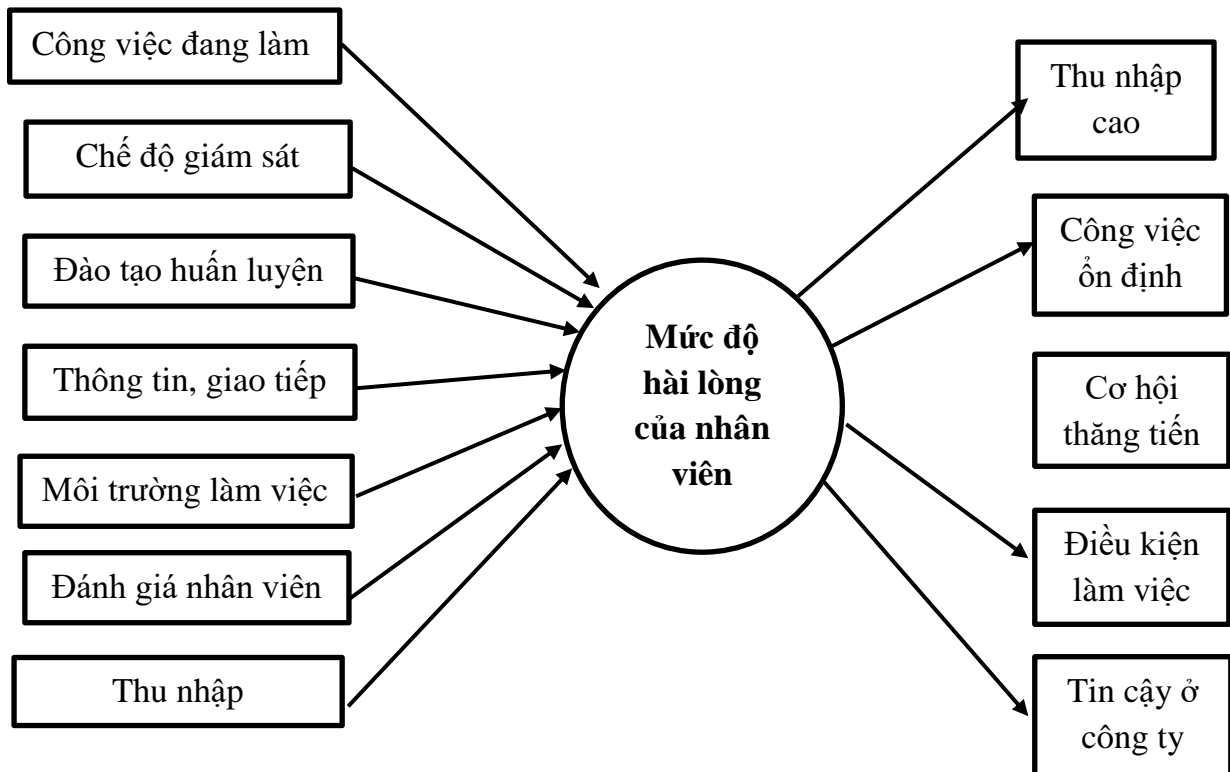 Công việc đang làm
Chế độ giám sát
Đào tạo huấn luyện
Thông tin, giao tiếp
Môi trường làm việc
Đánh giá nhân viên
Thu nhập
Mức độ
hài lòng
của nhân
viên
Thu nhập
cao
Công việc
ổn định
Cơ hội
thăng tiến
Điều kiện
làm việc
Tin cậy ở
công ty